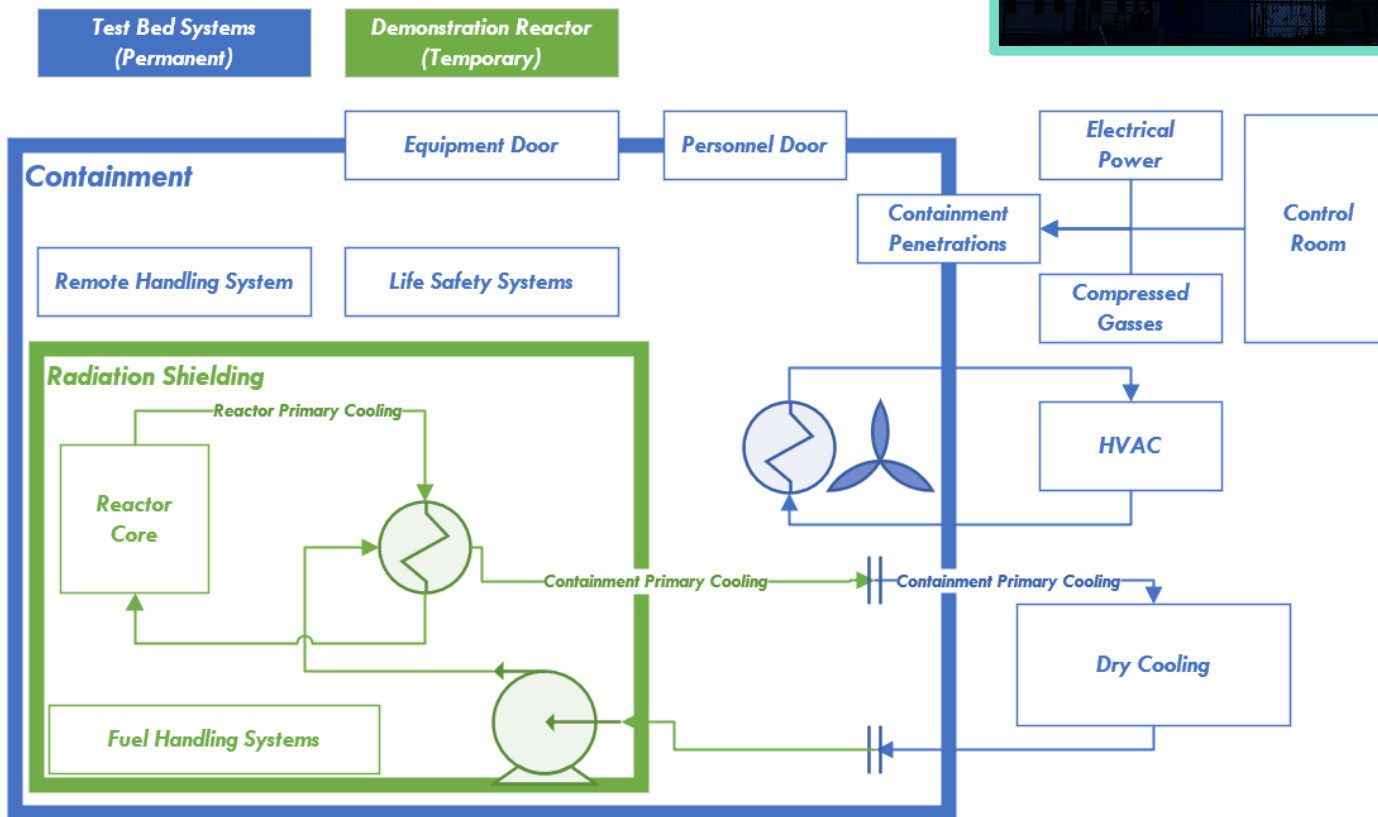 Test Bed Systems
(Permanent)
Demonstration Reactor
(Temporary)
Equipment Door
Personnel Door
Electrical
Power
Containment
Containment
Penetrations
Control
Room
Remote Handling System
Life Safety Systems
Compressed
Gasses
Radiation Shielding
Reactor Primary Cooling
HVAC
Reactor
Core
Containment Primary Cooling
Containment Primary Cooling
Dry Cooling
Fuel Handling Systems